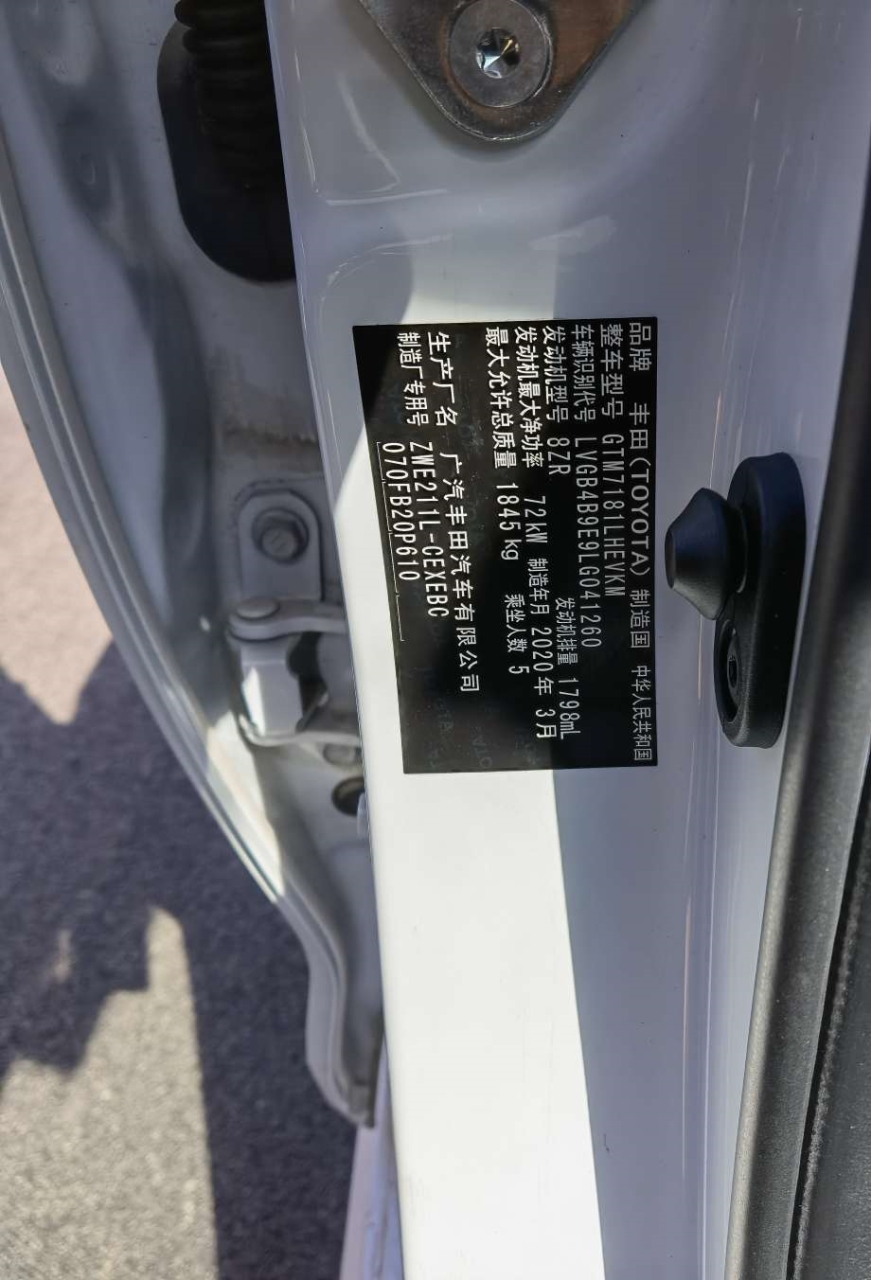 品牌 丰田(TOYOTA) 制造国 中华人民共和国
整车型号 GTM7181LHEVKM
车辆识别代号 LVGB4B9E9LG041260
发动机型号 8ZR 发动机排量 1798mL
发动机最大净功率 72kW 制造年月 2020年 3月
最大允许总质量 1845 kg 乘坐人数 5
生产厂名 广汽丰田汽车有限公司
制造厂专用号 ZWE211L-CEXEBC
070FB20P610